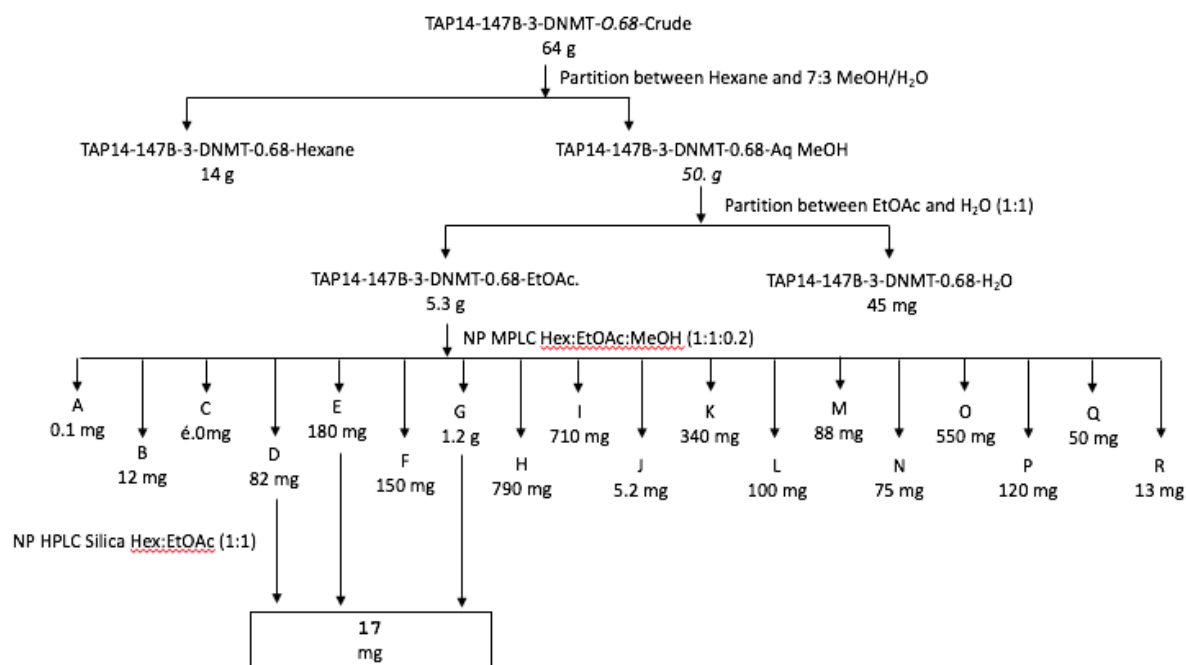 TAP14-147B-3-DNMT-0.68-Crude
64 g
Partition between Hexane and 7:3 MeOH/H₂O
TAP14-147B-3-DNMT-0.68-Hexane
14 g
TAP14-147B-3-DNMT-0.68-Aq MeOH
50. g
Partition between EtOAc and H₂O (1:1)
TAP14-147B-3-DNMT-0.68-EtOAc.
5.3 g
TAP14-147B-3-DNMT-0.68-H₂O
45 mg
NP MPLC Hex:EtOAc:MeOH (1:1:0.2)
A
0.1 mg
B
12 mg
C
é.0mg
D
82 mg
E
180 mg
F
150 mg
G
1.2 g
H
790 mg
I
710 mg
J
5.2 mg
K
340 mg
L
100 mg
M
88 mg
N
75 mg
O
550 mg
P
120 mg
Q
50 mg
R
13 mg
NP HPLC Silica Hex:EtOAc (1:1)
17
mg